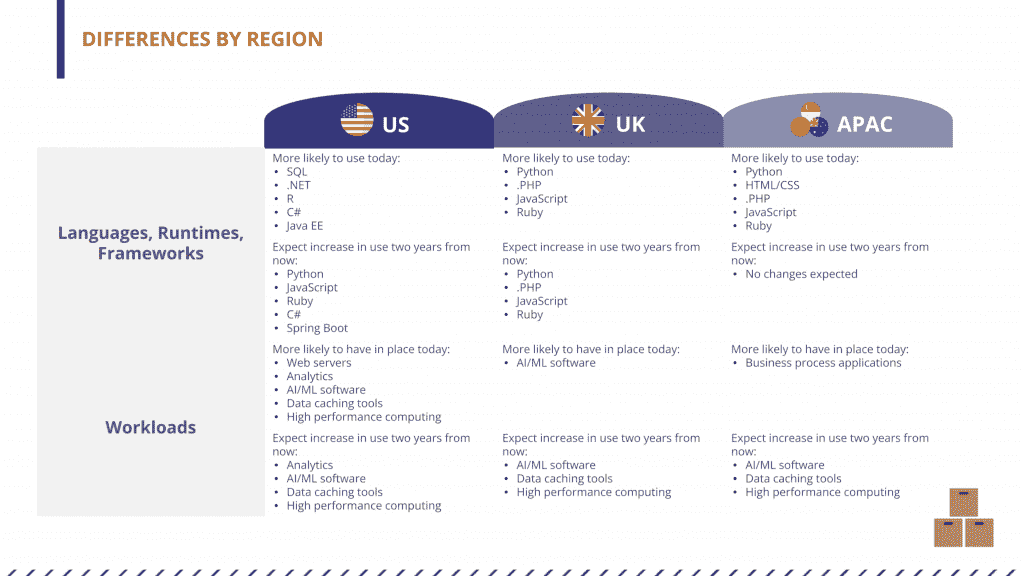 DIFFERENCES BY REGION
US
UK
APAC
Languages, Runtimes,
Frameworks
More likely to use today:
• SQL
• .NET
• R
• C#
• Java EE
Expect increase in use two years from
now:
• Python
• JavaScript
• Ruby
• C#
• Spring Boot
More likely to use today:
• Python
• .PHP
• JavaScript
• Ruby
Expect increase in use two years from
now:
• Python
• .PHP
• JavaScript
• Ruby
More likely to use today:
• Python
• HTML/CSS
• .PHP
• JavaScript
• Ruby
Expect increase in use two years from
now:
• No changes expected
Workloads
More likely to have in place today:
• Web servers
• Analytics
• AI/ML software
• Data caching tools
• High performance computing
Expect increase in use two years from
now:
• Analytics
• AI/ML software
• Data caching tools
• High performance computing
More likely to have in place today:
• AI/ML software
Expect increase in use two years from
now:
• AI/ML software
• Data caching tools
• High performance computing
More likely to have in place today:
• Business process applications
Expect increase in use two years from
now:
• AI/ML software
• Data caching tools
• High performance computing